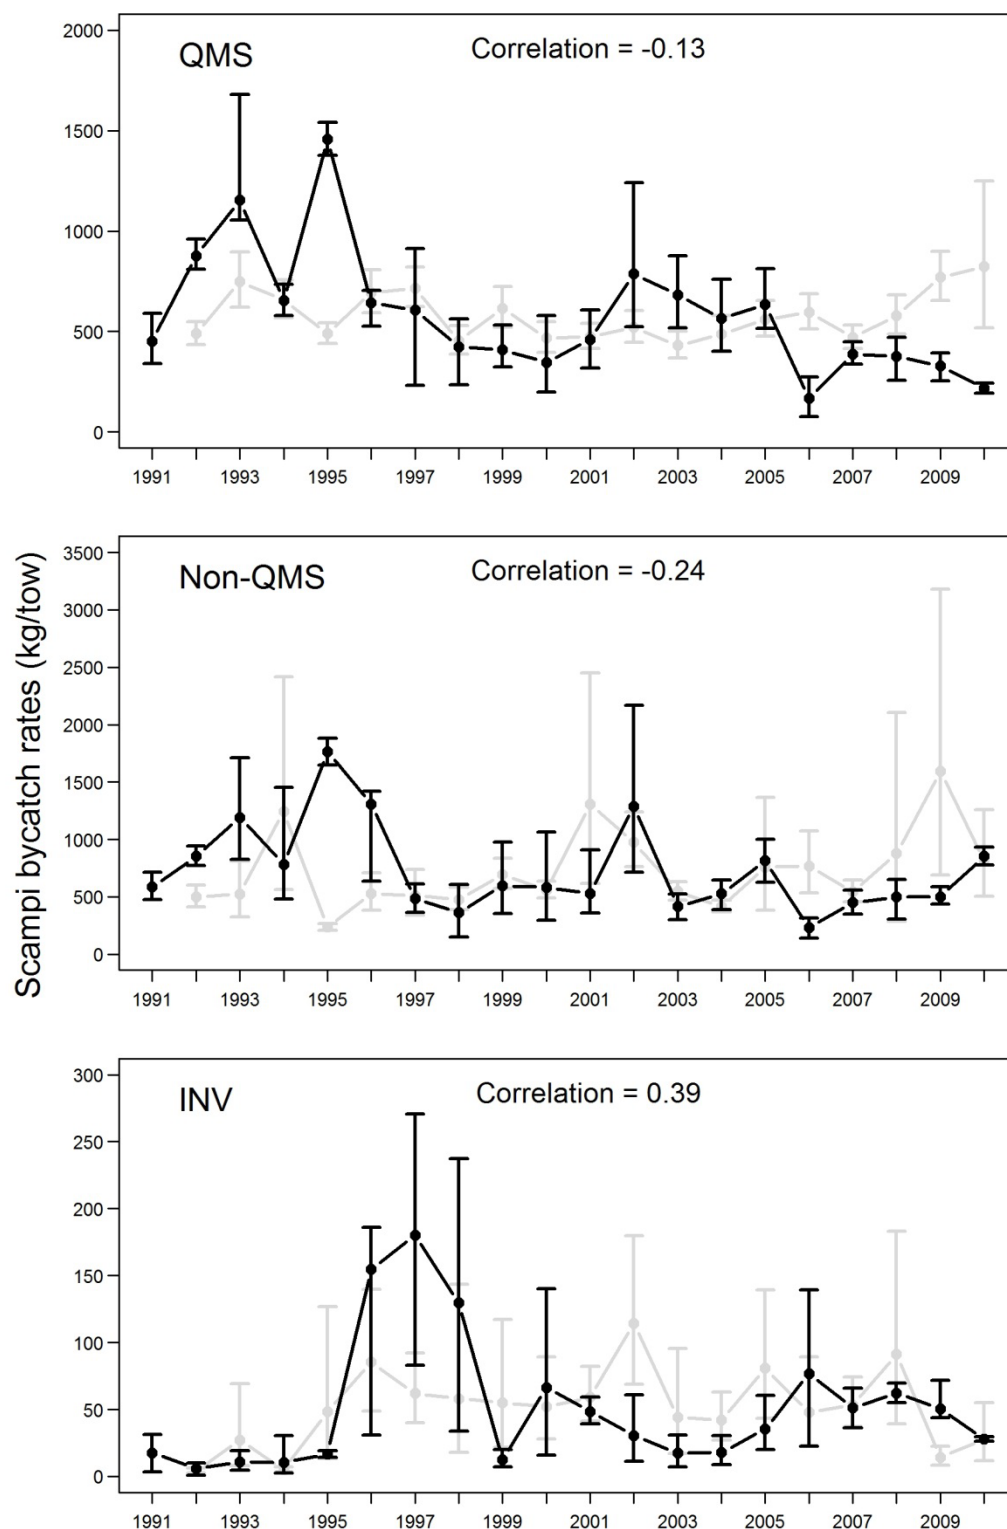 QMS
Correlation = -0.13
2000
1500
1000
500
0
1991 1993 1995 1997 1999 2001 2003 2005 2007 2009
Scampi bycatch rates (kg/tow)
Non-QMS
Correlation = -0.24
3500
3000
2500
2000
1500
1000
500
0
1991 1993 1995 1997 1999 2001 2003 2005 2007 2009
INV
Correlation = 0.39
300
250
200
150
100
50
0
1991 1993 1995 1997 1999 2001 2003 2005 2007 2009